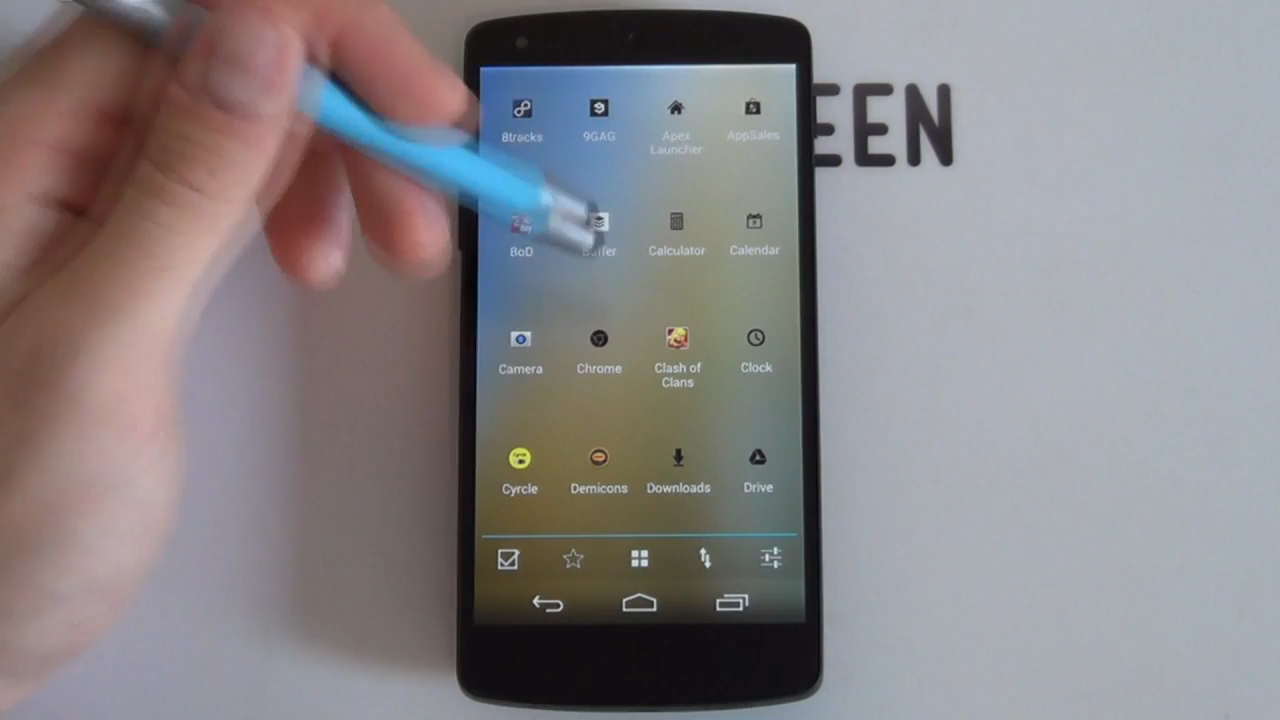 EEN
8tracks 9GAG Apex Launcher AppSales
BoD Buffer Calculator Calendar
Camera Chrome Clash of Clans Clock
Cyrcle Demicons Downloads Drive